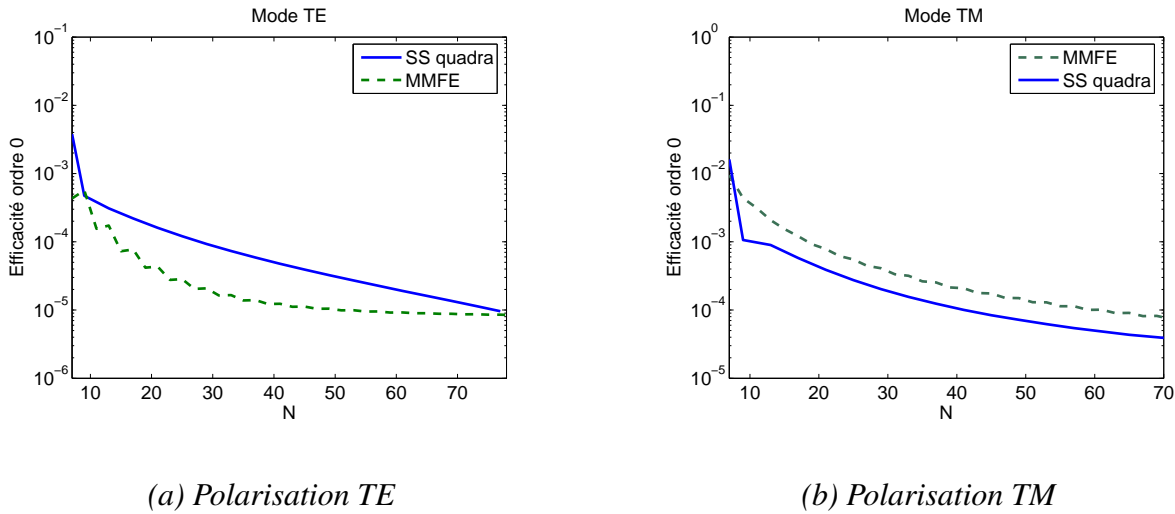 Mode TE
10^-1
10^-2
10^-3
10^-4
10^-5
10^-6
Efficacité ordre 0
10 20 30 40 50 60 70
N
SS quadra
MMFE
(a) Polarisation TE
Mode TM
10^0
10^-1
10^-2
10^-3
10^-4
10^-5
Efficacité ordre 0
10 20 30 40 50 60 70
N
MMFE
SS quadra
(b) Polarisation TM